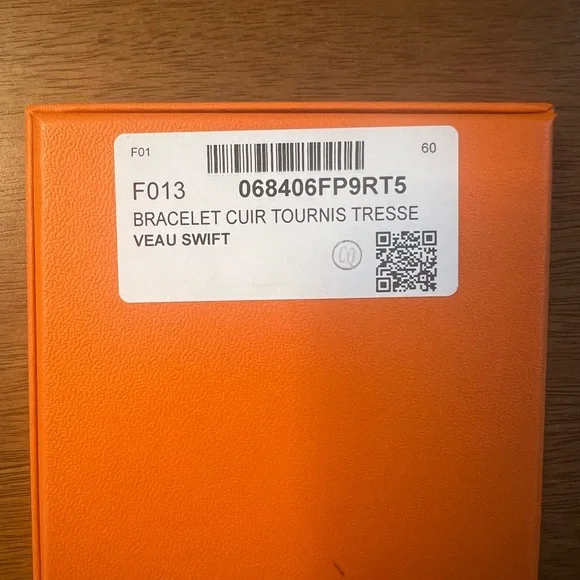 F01 60
F013 068406FP9RT5
BRACELET CUIR TOURNIS TRESSE
VEAU SWIFT